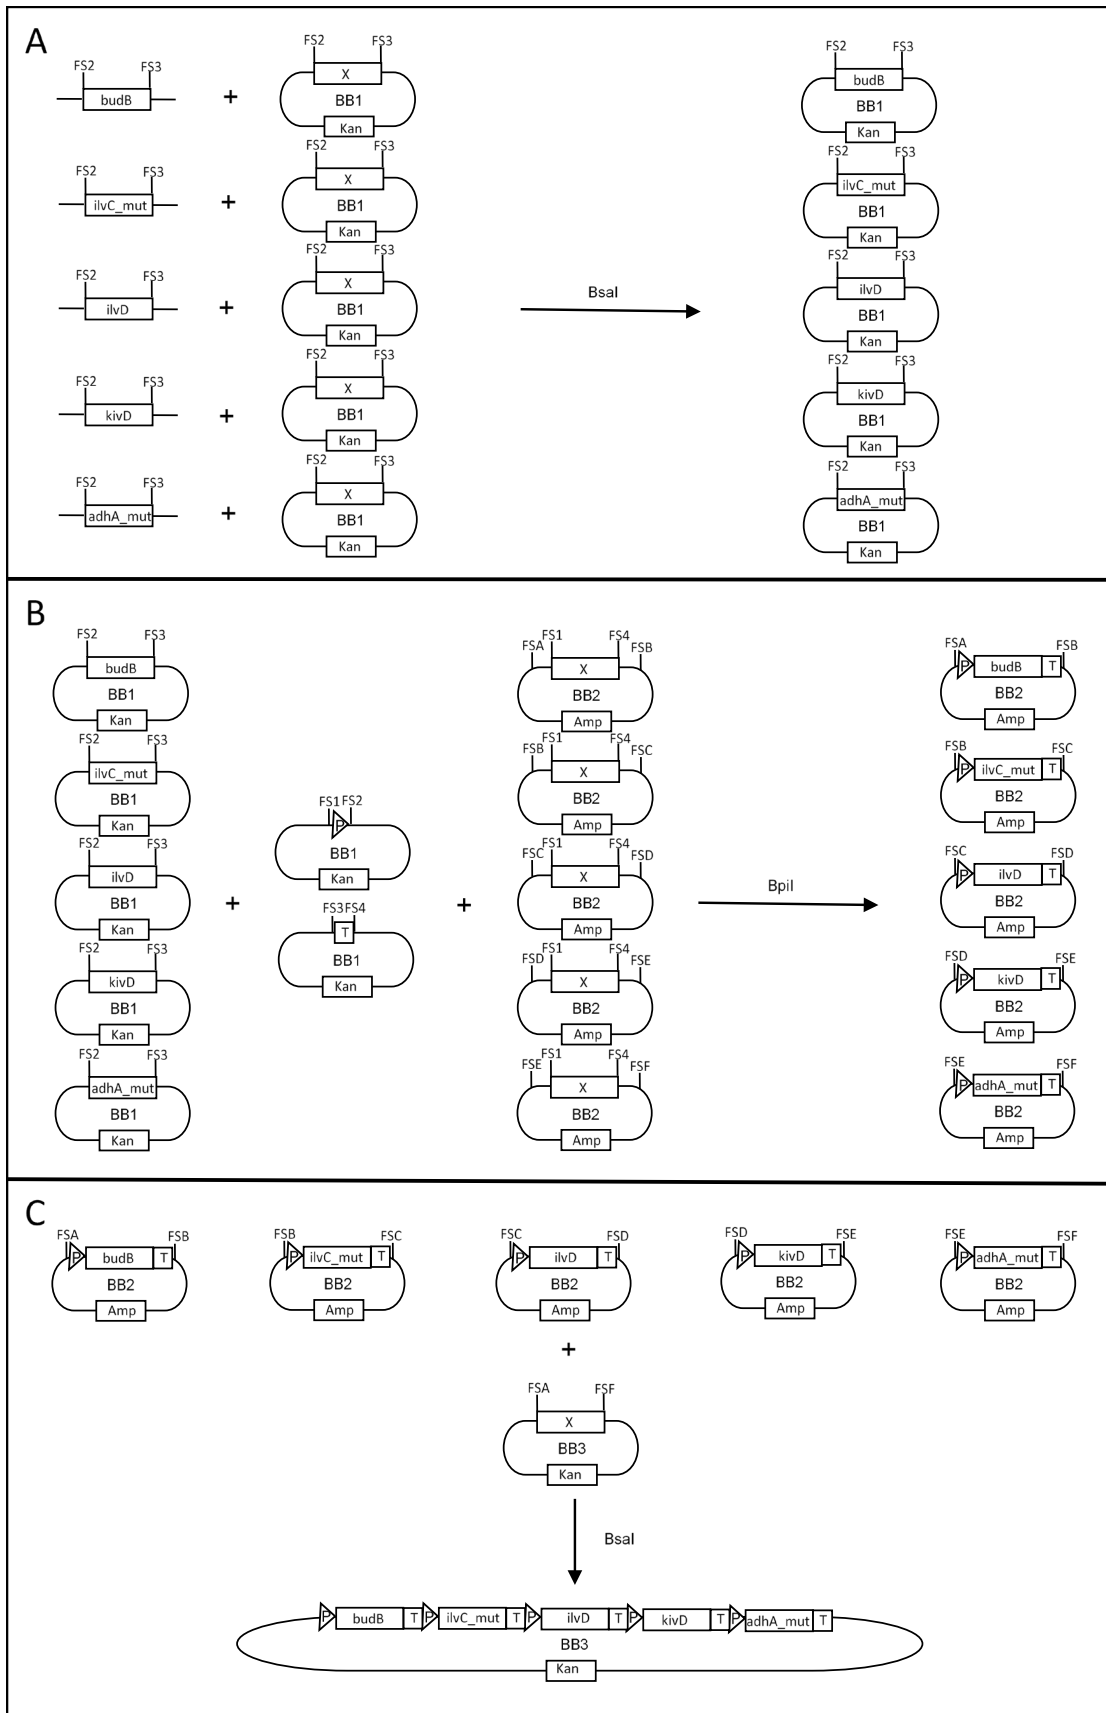 A
FS2 FS3 FS2 FS3 FS2 FS3
budB + X budB
BB1 BB1
Kan Kan
FS2 FS3 FS2 FS3 FS2 FS3
ilvC_mut + X ilvC_mut
BB1 BB1
Kan Kan
FS2 FS3 FS2 FS3 FS2 FS3
ilvD + X BsaI ilvD
BB1 BB1
Kan Kan
FS2 FS3 FS2 FS3 FS2 FS3
kivD + X kivD
BB1 BB1
Kan Kan
FS2 FS3 FS2 FS3 FS2 FS3
adhA_mut + X adhA_mut
BB1 BB1
Kan Kan
B
FS2 FS3 FSA FS1 FS4 FSB FSA FSB
budB X P budB T
BB1 BB2 BB2
Kan Amp Amp
FS2 FS3 FSB FS1 FS4 FSC FSB FSC
ilvC_mut X P ilvC_mut T
BB1 BB2 BB2
Kan Amp Amp
FS1 FS2
P
BB1
Kan
FS2 FS3 FSC FS1 FS4 FSD FSC FSD
ilvD X BpiI P ilvD T
BB1 + + BB2 BB2
Kan Amp Amp
FS3 FS4
T
BB1
Kan
FS2 FS3 FSD FS1 FS4 FSE FSD FSE
kivD X P kivD T
BB1 BB2 BB2
Kan Amp Amp
FS2 FS3 FSE FS1 FS4 FSF FSE FSF
adhA_mut X P adhA_mut T
BB1 BB2 BB2
Kan Amp Amp
C
FSA FSB FSB FSC FSC FSD FSD FSE FSE FSF
P budB T P ilvC_mut T P ilvD T P kivD T P adhA_mut T
BB2 BB2 BB2 BB2 BB2
Amp Amp Amp Amp Amp
+
FSA FSF
X
BB3
Kan
BsaI
P budB T P ilvC_mut T P ilvD T P kivD T P adhA_mut T
BB3
Kan